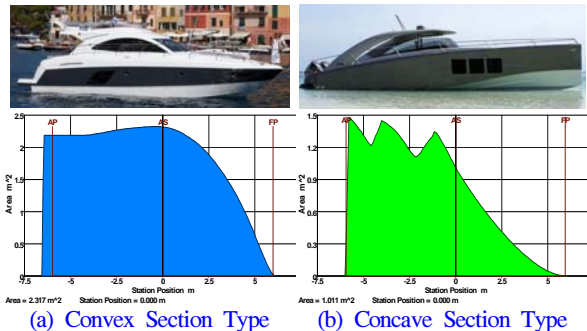 2.5
2
1.5
1
0.5
0
-7.5
-5
-2.5
0
2.5
5
AP
AS
FP
Area m^2
Station Position m
Area = 2.317 m^2 Station Position = 0.000 m
(a) Convex Section Type
1.5
1.2
0.9
0.6
0.3
0
-7.5
-5
-2.5
0
2.5
5
AP
AS
FP
Area m^2
Station Position m
Area = 1.011 m^2 Station Position = 0.000 m
(b) Concave Section Type